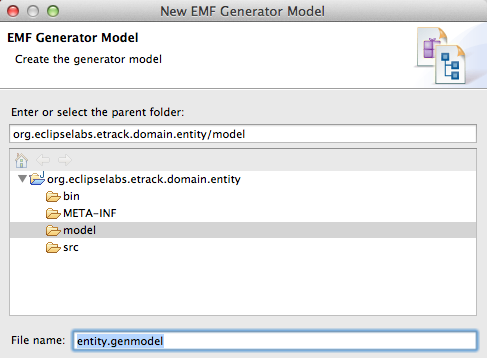 New EMF Generator Model
EMF Generator Model
Create the generator model
Enter or select the parent folder:
org.eclipselabs.etrack.domain.entity/model
org.eclipselabs.etrack.domain.entity
bin
META-INF
model
src
File name: entity.genmodel